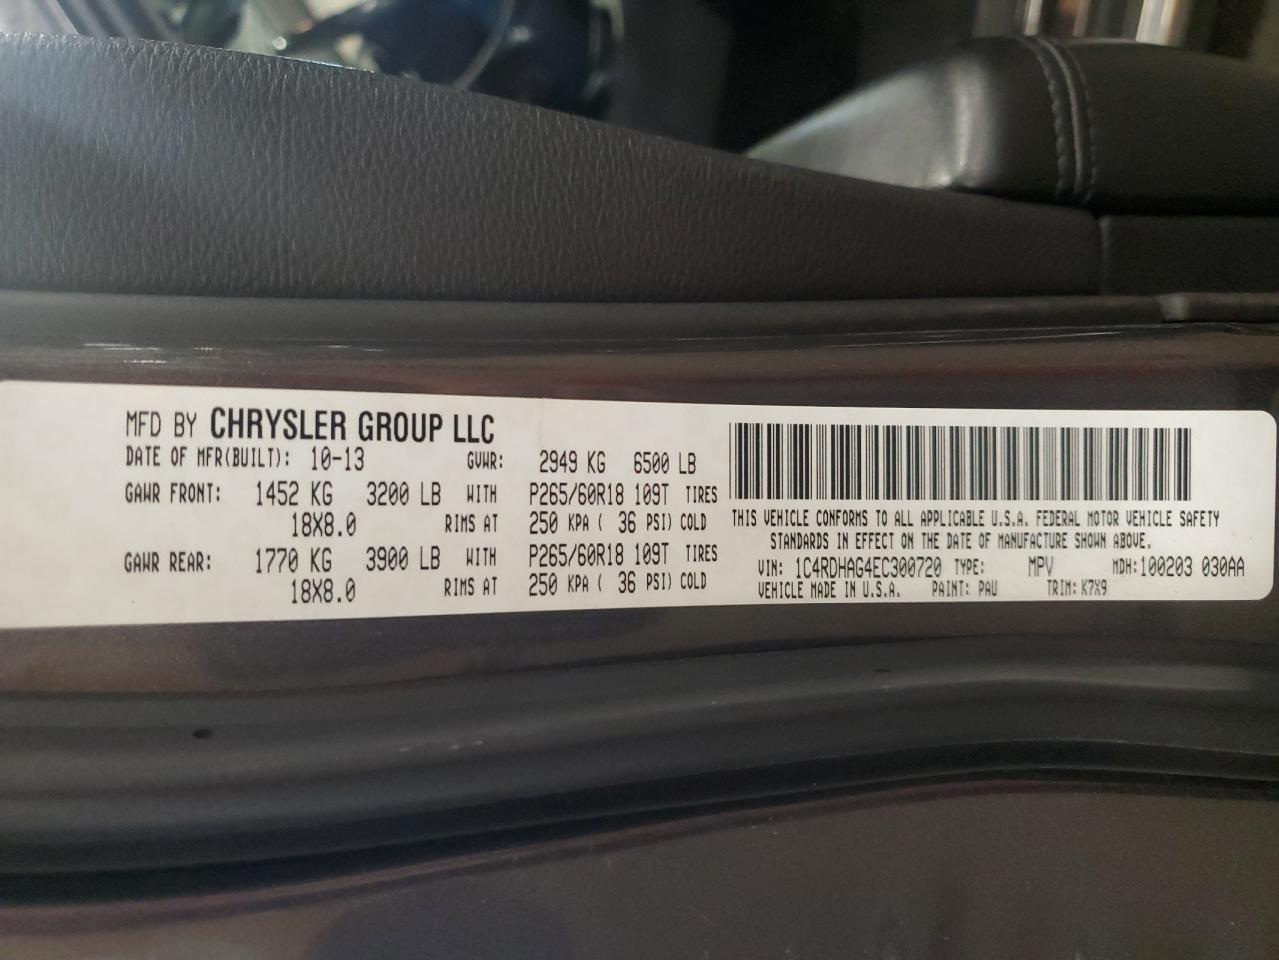 MFD BY CHRYSLER GROUP LLC
DATE OF MFR(BUILT): 10-13 GVWR: 2949 KG 6500 LB
GAWR FRONT: 1452 KG 3200 LB WITH P265/60R18 109T TIRES
18X8.0 RIMS AT 250 KPA ( 36 PSI) COLD
GAWR REAR: 1770 KG 3900 LB WITH P265/60R18 109T TIRES
18X8.0 RIMS AT 250 KPA ( 36 PSI) COLD
THIS VEHICLE CONFORMS TO ALL APPLICABLE U.S.A. FEDERAL MOTOR VEHICLE SAFETY
STANDARDS IN EFFECT ON THE DATE OF MANUFACTURE SHOWN ABOVE.
VIN: 1C4RDHAG4EC300720 TYPE: MPV MDH:100203 030AA
VEHICLE MADE IN U.S.A. PAINT: PAU TRIM: K7X9